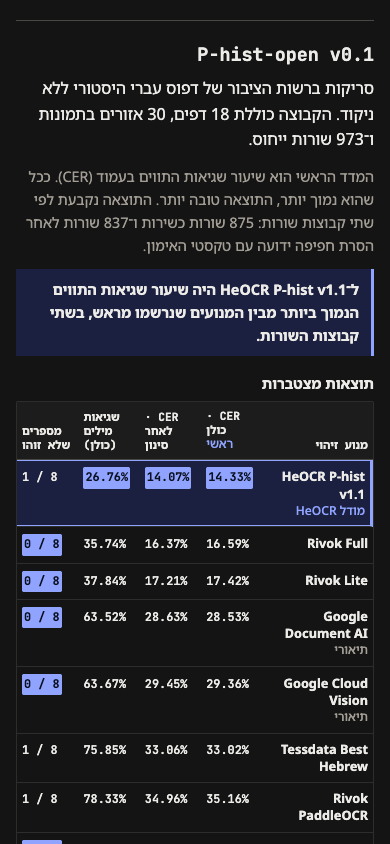 P-hist-open v0.1
סריקות ברשות הציבור של דפוס עברי היסטורי ללא
ניקוד. הקבוצה כוללת 18 דפים, 30 אזורים בתמונות
ו־973 שורות ייחוס.
המדד הראשי הוא שיעור שגיאות התווים בעמוד (CER). ככל
שהוא נמוך יותר, התוצאה טובה יותר. התוצאה נקבעת לפי
שתי קבוצות שורות: 875 שורות כשירות ו־837 שורות לאחר
הסרת חפיפה ידועה עם טקסטי האימון.
ל־HeOCR P-hist v1.1 היה שיעור שגיאות התווים
הנמוך ביותר מבין המנועים שנרשמו מראש, בשתי
קבוצות השורות.
תוצאות מצטברות
מנוע זיהוי CER · כולן ראשי CER · לאחר סינון שגיאות מילים (כולן) מספרים שלא זוהו
HeOCR P-hist v1.1 מודל HeOCR 14.33% 14.07% 26.76% 1 / 8
Rivok Full 16.59% 16.37% 35.74% 0 / 8
Rivok Lite 17.42% 17.21% 37.84% 0 / 8
Google Document AI תיאורי 28.53% 28.63% 63.52% 0 / 8
Google Cloud Vision תיאורי 29.36% 29.45% 63.67% 0 / 8
Tessdata Best Hebrew 33.02% 33.06% 75.85% 1 / 8
Rivok PaddleOCR 35.16% 34.96% 78.33% 1 / 8